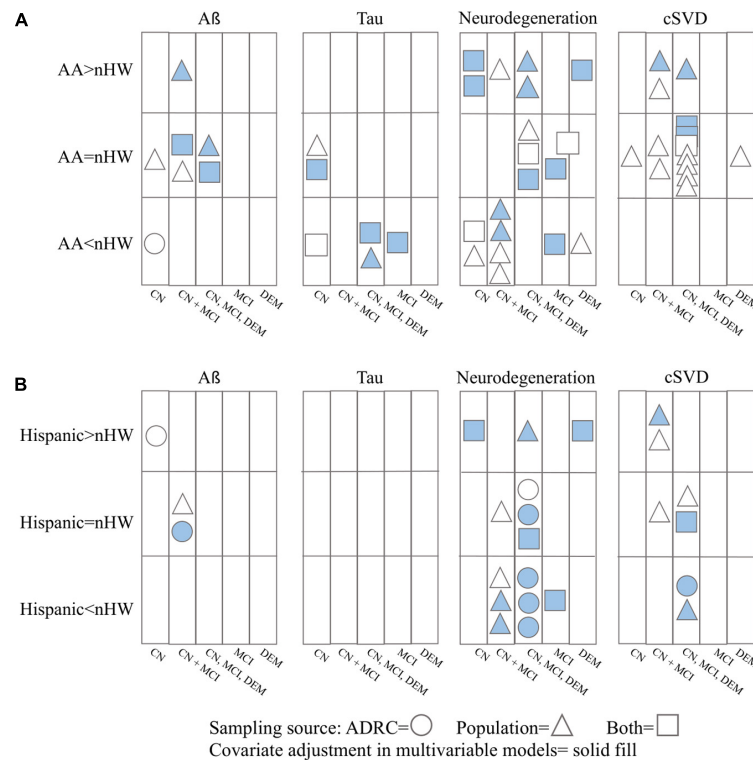 A
Aß Tau Neurodegeneration cSVD
AA>nHW
AA=nHW
AA<nHW
CN CN + MCI CN, MCI, DEM MCI DEM CN CN + MCI CN, MCI, DEM MCI DEM CN CN + MCI CN, MCI, DEM MCI DEM CN CN + MCI CN, MCI, DEM MCI DEM
B
Aß Tau Neurodegeneration cSVD
Hispanic>nHW
Hispanic=nHW
Hispanic<nHW
CN CN + MCI CN, MCI, DEM MCI DEM CN CN + MCI CN, MCI, DEM MCI DEM CN CN + MCI CN, MCI, DEM MCI DEM CN CN + MCI CN, MCI, DEM MCI DEM
Sampling source: ADRC= Population= Both=
Covariate adjustment in multivariable models= solid fill